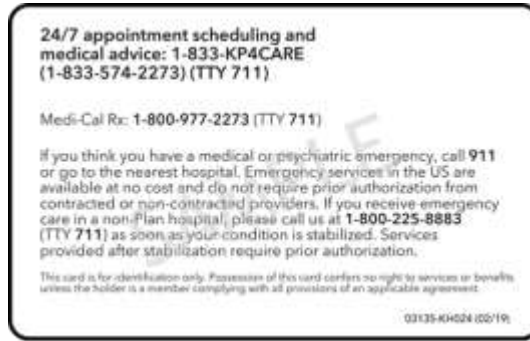 24/7 appointment scheduling and
medical advice: 1-833-KP4CARE
(1-833-574-2273) (TTY 711)
Medi-Cal Rx: 1-800-977-2273 (TTY 711)
If you think you have a medical or psychiatric emergency, call 911
or go to the nearest hospital. Emergency services in the US are
available at no cost and do not require prior authorization from
contracted or non-contracted providers. If you receive emergency
care in a non-Plan hospital, please call us at 1-800-225-8883
(TTY 711) as soon as your condition is stabilized. Services
provided after stabilization require prior authorization.
This card is for identification only. Possession of this card confers no right to services or benefits
unless the holder is a member complying with all provisions of an applicable agreement.
03135-KH024 (02/19)
SAMPLE